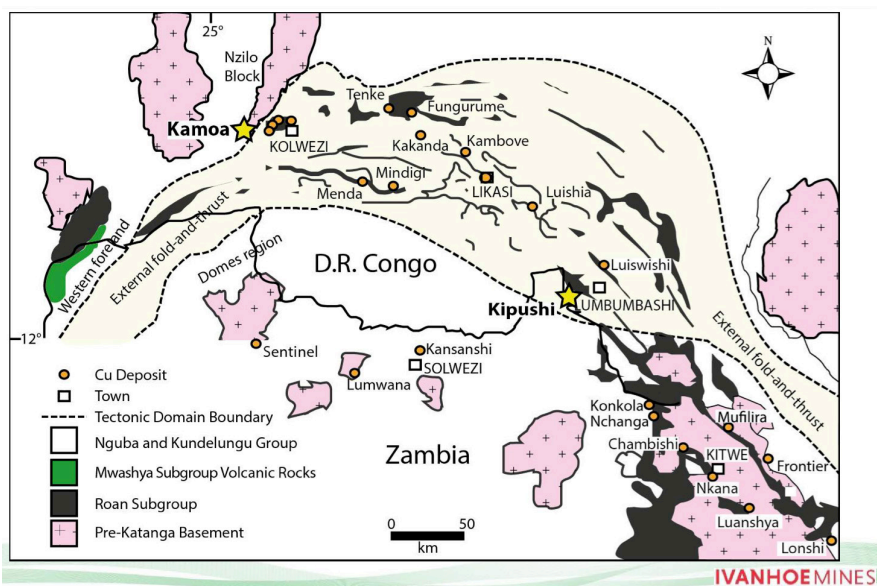 25°
Nzilo
Block
N
Tenke
Fungurume
Kamoa
KOLWEZI
Kakanda
Kambove
Mindigi
Menda
LIKASI
Luishia
Western foreland
External fold-and-thrust
Domes region
D.R. Congo
Luiswishi
Kipushi
LUMBUMBASHI
12°
Sentinel
Kansanshi
SOLWEZI
Lumwana
External fold-and-thrust
Cu Deposit
Town
Tectonic Domain Boundary
Nguba and Kundelungu Group
Mwashya Subgroup Volcanic Rocks
Roan Subgroup
Pre-Katanga Basement
Zambia
0 50
km
Konkola
Nchanga
Mufilira
Chambishi
KITWE
Frontier
Nkana
Luanshya
Lonshi
IVANHOEMINES